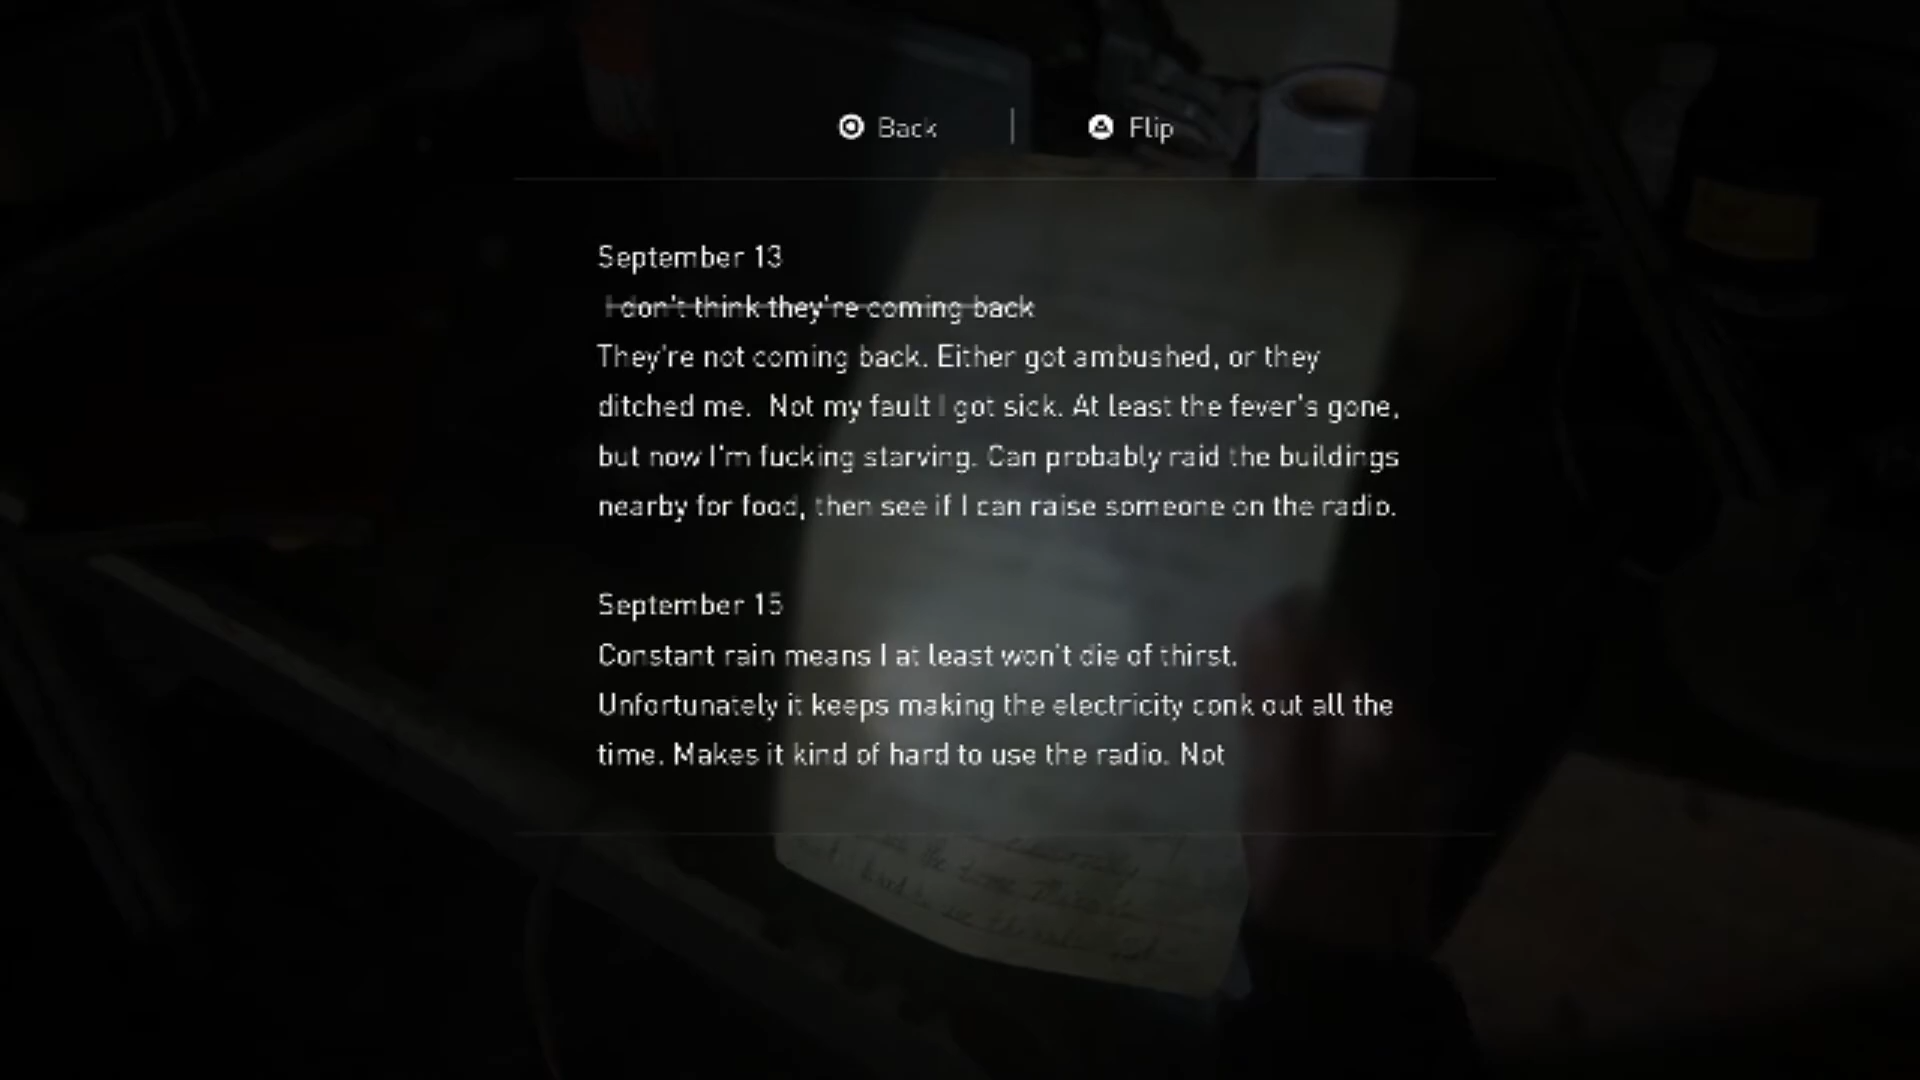 Back | Flip
September 13
I don't think they're coming back
They're not coming back. Either got ambushed, or they
ditched me.  Not my fault I got sick. At least the fever's gone,
but now I'm fucking starving. Can probably raid the buildings
nearby for food, then see if I can raise someone on the radio.
September 15
Constant rain means I at least won't die of thirst.
Unfortunately it keeps making the electricity conk out all the
time. Makes it kind of hard to use the radio. Not